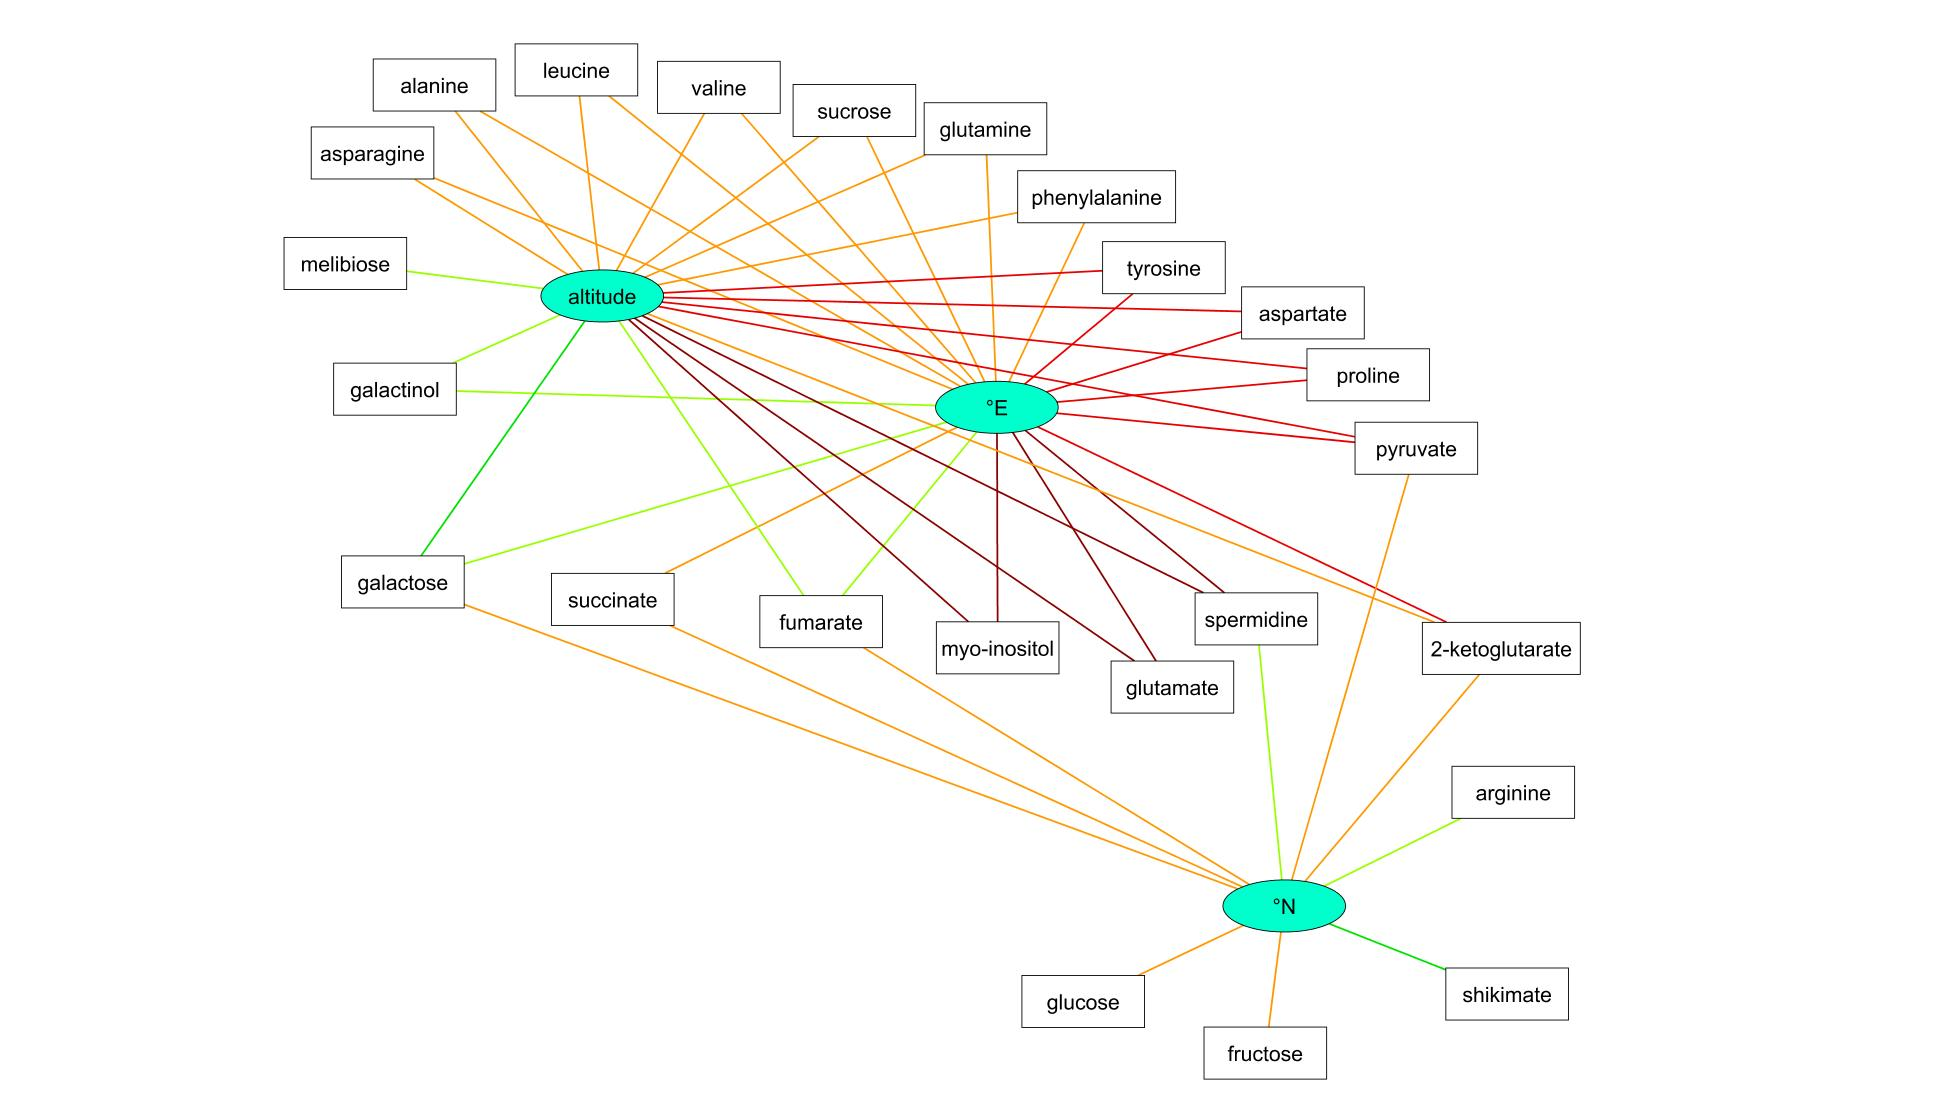 leucine
alanine
valine
sucrose
glutamine
asparagine
phenylalanine
melibiose
tyrosine
altitude
aspartate
proline
galactinol
°E
pyruvate
galactose
succinate
fumarate
spermidine
myo-inositol
2-ketoglutarate
glutamate
arginine
°N
shikimate
glucose
fructose